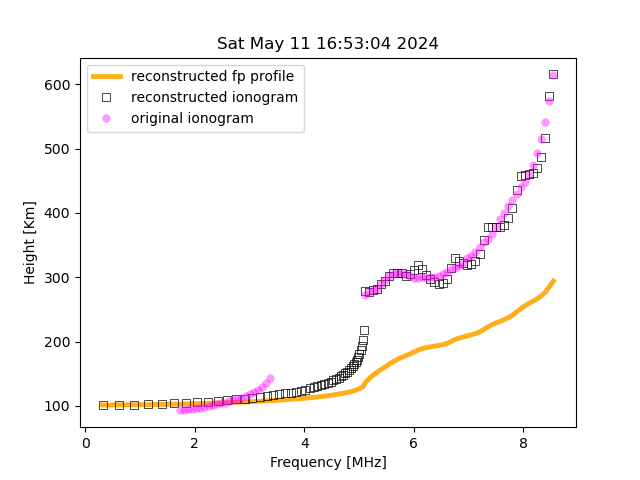 Sat May 11 16:53:04 2024
reconstructed fp profile
reconstructed ionogram
original ionogram
Height [Km]
600
500
400
300
200
100
0
2
4
6
8
Frequency [MHz]